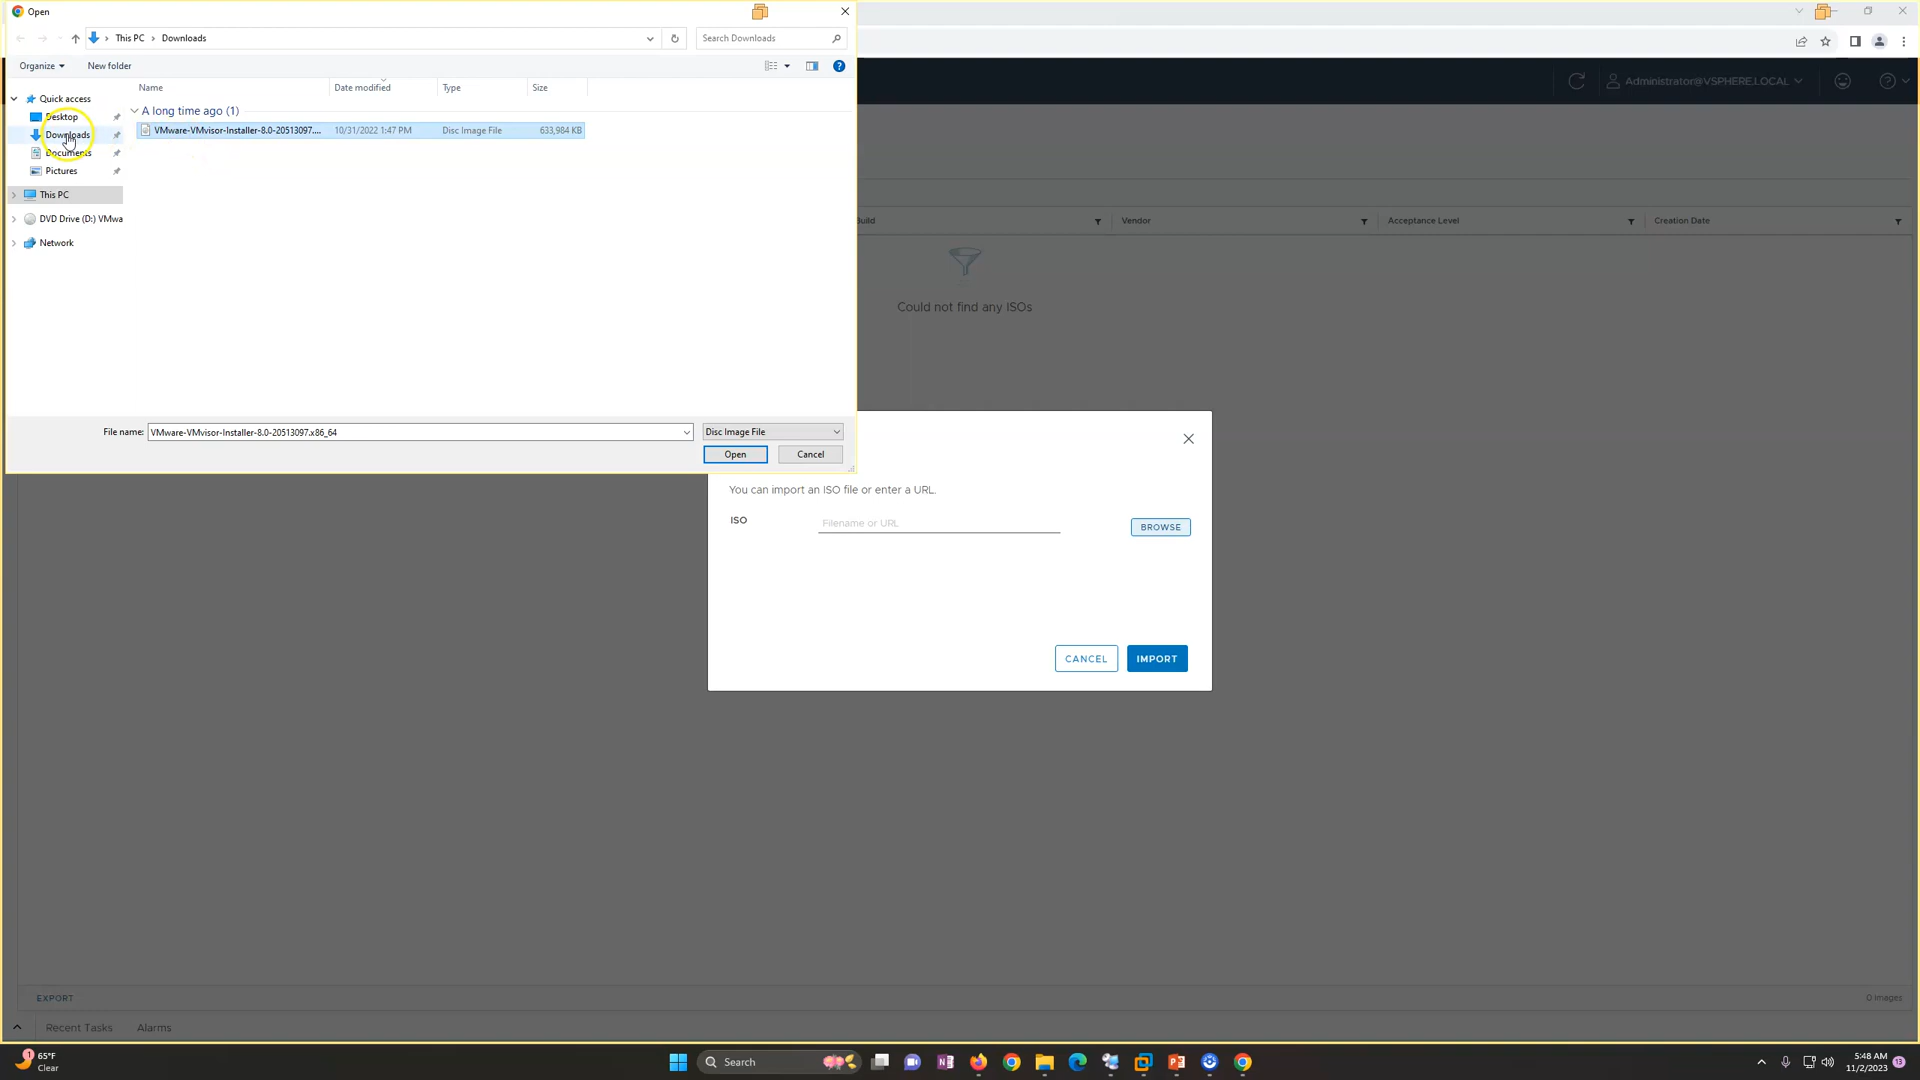 Open
This PC > Downloads
Search Downloads
Organize
New folder
Name
Date modified
Type
Size
Quick access
Desktop
Downloads
Documents
Pictures
This PC
DVD Drive (D:) VMwa
Network
A long time ago (1)
VMware-VMvisor-Installer-8.0-20513097....
10/31/2022 1:47 PM
Disc Image File
633,984 KB
File name:
VMware-VMvisor-Installer-8.0-20513097.x86_64
Disc Image File
Open
Cancel
Administrator@VSPHERE.LOCAL
Build
Vendor
Acceptance Level
Creation Date
Could not find any ISOs
You can import an ISO file or enter a URL.
ISO
Filename or URL
BROWSE
CANCEL
IMPORT
EXPORT
0 images
Recent Tasks
Alarms
1
65°F
Clear
Search
5:48 AM
11/2/2023
13